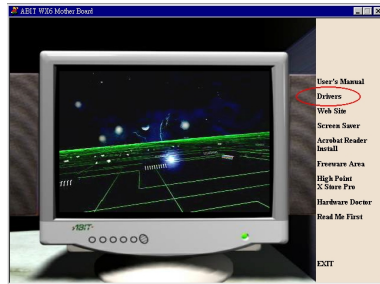 ABIT WX6 Mother Board
User's Manual
Drivers
Web Site
Screen Saver
Acrobat Reader
Install
Freeware Area
High Point
X Store Pro
Hardware Doctor
Read Me First
ABIT
EXIT